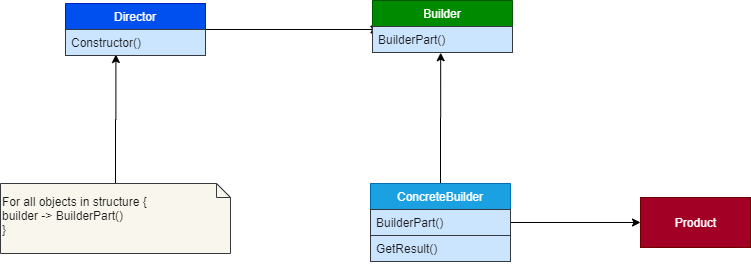 Director
Constructor()
Builder
BuilderPart()
For all objects in structure {
builder -> BuilderPart()
}
ConcreteBuilder
BuilderPart()
GetResult()
Product